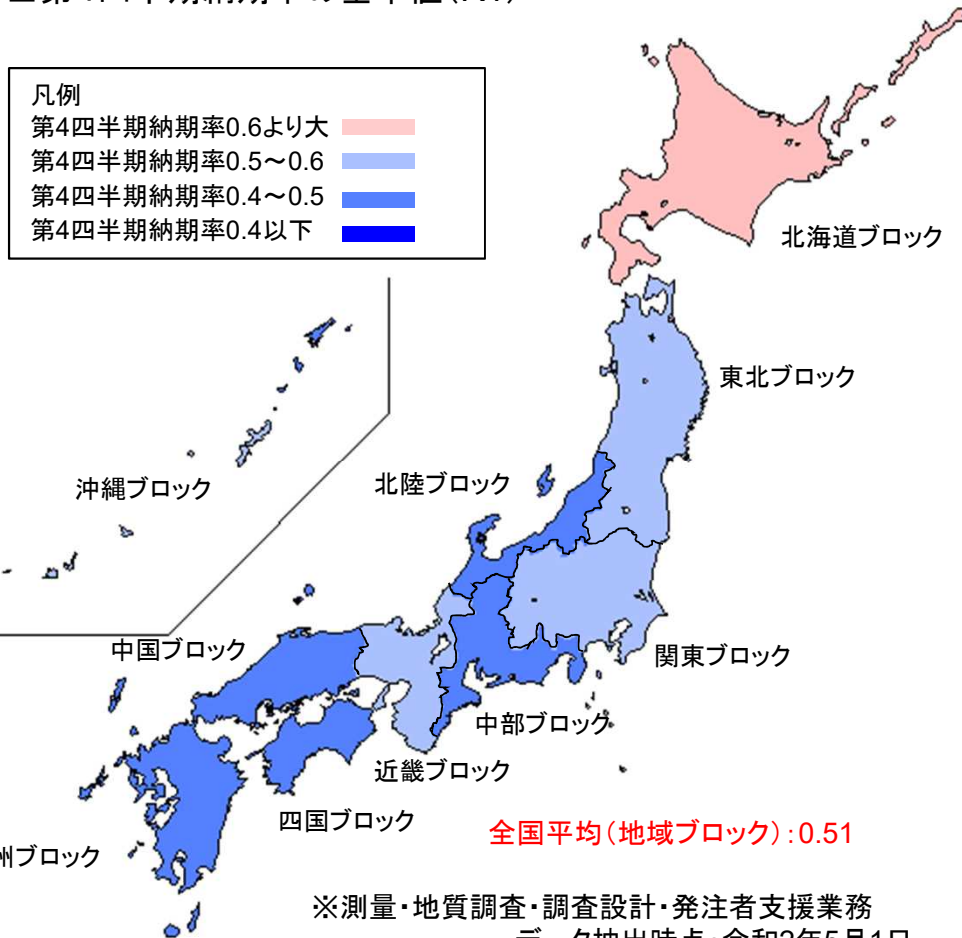 凡例
第4四半期納期率0.6より大
第4四半期納期率0.5～0.6
第4四半期納期率0.4～0.5
第4四半期納期率0.4以下
北海道ブロック
東北ブロック
沖縄ブロック
北陸ブロック
中国ブロック
関東ブロック
中部ブロック
近畿ブロック
四国ブロック
全国平均（地域ブロック）：0.51
州ブロック
※測量・地質調査・調査設計・発注者支援業務